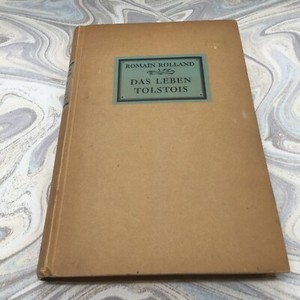 ROMAIN ROLLAND
DAS LEBEN
TOLSTOIS